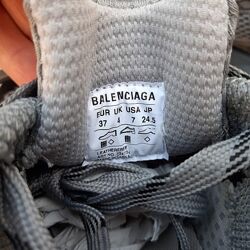 BALENCIAGA
EUR UK USA JP
37 4 7 24.5